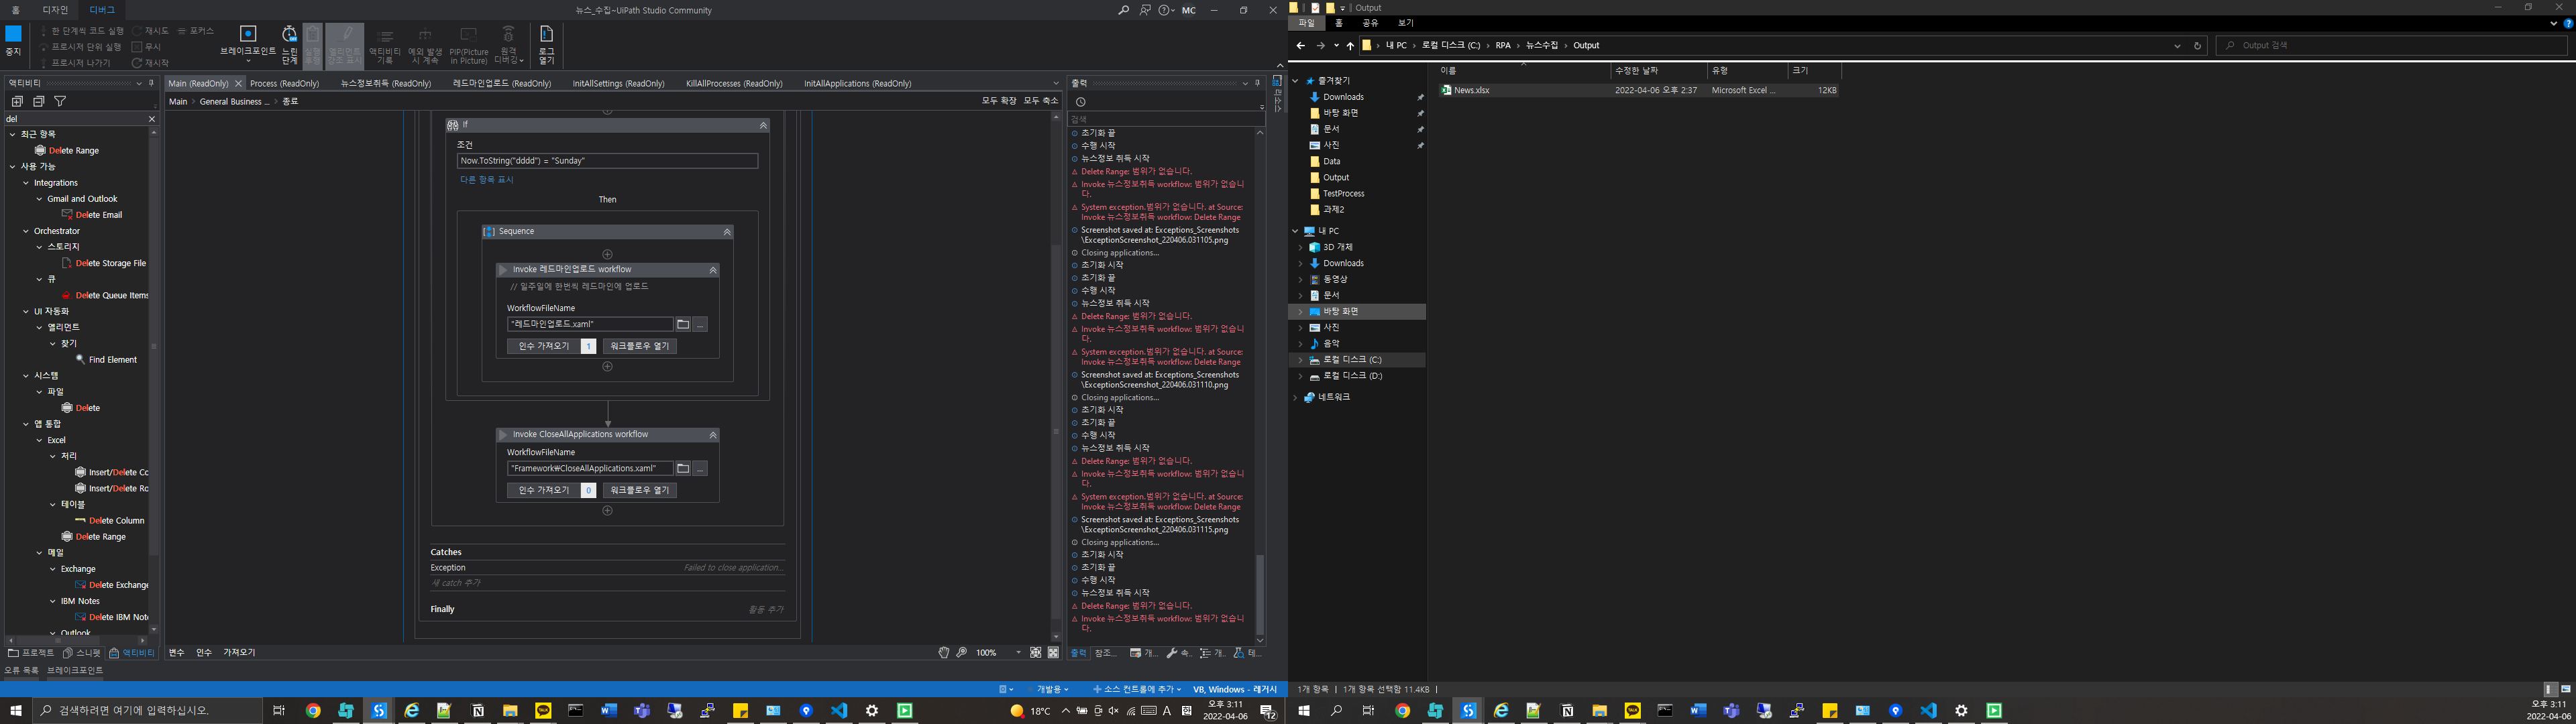 홈 디자인 디버그
뉴스_수집~UiPath Studio Community
MC
중지
한 단계씩 코드 실행
프로시저 단위 실행
프로시저 나가기
재시도
무시
재시작
포커스
브레이크포인트
느린 단계
실행 추적
엘리먼트 강조 표시
액티비티 기록
예외 발생 시 계속
PiP(Picture in Picture)
원격 디버깅
로그 열기
액티비티
del
최근 항목
Delete Range
사용 가능
Integrations
Gmail and Outlook
Delete Email
Orchestrator
스토리지
Delete Storage File
큐
Delete Queue Items
UI 자동화
엘리먼트
찾기
Find Element
시스템
파일
Delete
앱 통합
Excel
처리
Insert/Delete Co
Insert/Delete Ro
테이블
Delete Column
Delete Range
메일
Exchange
Delete Exchange
IBM Notes
Delete IBM Note
Outlook
프로젝트 스니펫 액티비티
오류 목록 브레이크포인트
Main (ReadOnly) Process (ReadOnly) 뉴스정보취득 (ReadOnly) 레드마인업로드 (ReadOnly) InitAllSettings (ReadOnly) KillAllProcesses (ReadOnly) InitAllApplications (ReadOnly)
Main > General Business ... > 종료
모두 확장 모두 축소
If
조건
Now.ToString("dddd") = "Sunday"
다른 항목 표시
Then
Sequence
Invoke 레드마인업로드 workflow
// 일주일에 한번씩 레드마인에 업로드
WorkflowFileName
"레드마인업로드.xaml"
...
인수 가져오기 1 워크플로우 열기
Invoke CloseAllApplications workflow
WorkflowFileName
"Framework₩CloseAllApplications.xaml"
...
인수 가져오기 0 워크플로우 열기
Catches
Exception Failed to close application...
새 catch 추가
Finally 활동 추가
변수 인수 가져오기
100%
출력
검색
초기화 끝
수행 시작
뉴스정보 취득 시작
Delete Range: 범위가 없습니다.
Invoke 뉴스정보취득 workflow: 범위가 없습니
다.
System exception.범위가 없습니다. at Source:
Invoke 뉴스정보취득 workflow: Delete Range
Screenshot saved at: Exceptions_Screenshots
\ExceptionScreenshot_220406.031105.png
Closing applications...
초기화 시작
초기화 끝
수행 시작
뉴스정보 취득 시작
Delete Range: 범위가 없습니다.
Invoke 뉴스정보취득 workflow: 범위가 없습니
다.
System exception.범위가 없습니다. at Source:
Invoke 뉴스정보취득 workflow: Delete Range
Screenshot saved at: Exceptions_Screenshots
\ExceptionScreenshot_220406.031110.png
Closing applications...
초기화 시작
초기화 끝
수행 시작
뉴스정보 취득 시작
Delete Range: 범위가 없습니다.
Invoke 뉴스정보취득 workflow: 범위가 없습니
다.
System exception.범위가 없습니다. at Source:
Invoke 뉴스정보취득 workflow: Delete Range
Screenshot saved at: Exceptions_Screenshots
\ExceptionScreenshot_220406.031115.png
Closing applications...
초기화 시작
초기화 끝
수행 시작
뉴스정보 취득 시작
Delete Range: 범위가 없습니다.
Invoke 뉴스정보취득 workflow: 범위가 없습니
다.
출력 참조... 개... 속.. 개.. 테...
리소스
개발용 소스 컨트롤에 추가 VB, Windows - 레거시
검색하려면 여기에 입력하십시오.
18°C
A
오후 3:11
2022-04-06
12
Output
파일 홈 공유 보기
내 PC > 로컬 디스크 (C:) > RPA > 뉴스수집 > Output
Output 검색
이름 수정한 날짜 유형 크기
News.xlsx 2022-04-06 오후 2:37 Microsoft Excel ... 12KB
즐겨찾기
Downloads
바탕 화면
문서
사진
Data
Output
TestProcess
과제2
내 PC
3D 개체
Downloads
동영상
문서
바탕 화면
사진
음악
로컬 디스크 (C:)
로컬 디스크 (D:)
네트워크
1개 항목 1개 항목 선택함 11.4KB
오후 3:11
2022-04-06